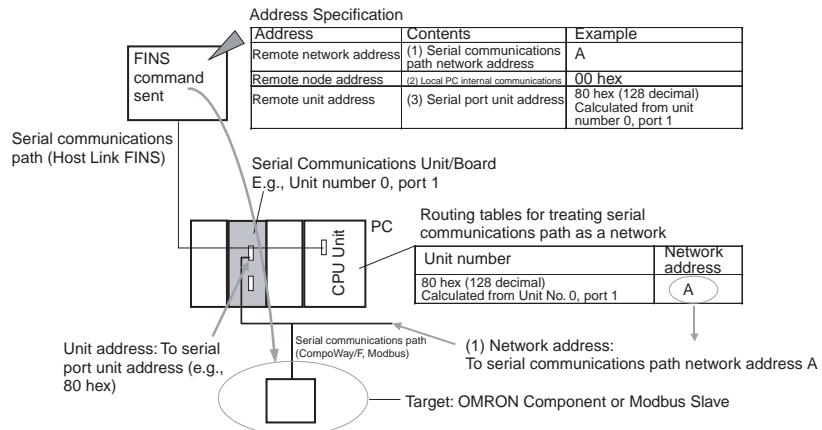 Address Specification
Address Contents Example
Remote network address (1) Serial communications path network address A
Remote node address (2) Local PC internal communications 00 hex
Remote unit address (3) Serial port unit address 80 hex (128 decimal)
Calculated from unit
number 0, port 1
FINS
command
sent
Serial communications
path (Host Link FINS)
Serial Communications Unit/Board
E.g., Unit number 0, port 1
PC
CPU Unit
Routing tables for treating serial
communications path as a network
Unit number Network address
80 hex (128 decimal)
Calculated from Unit No. 0, port 1 A
Unit address: To serial
port unit address (e.g.,
80 hex)
Serial communications path
(CompoWay/F, Modbus)
(1) Network address:
To serial communications path network address A
Target: OMRON Component or Modbus Slave